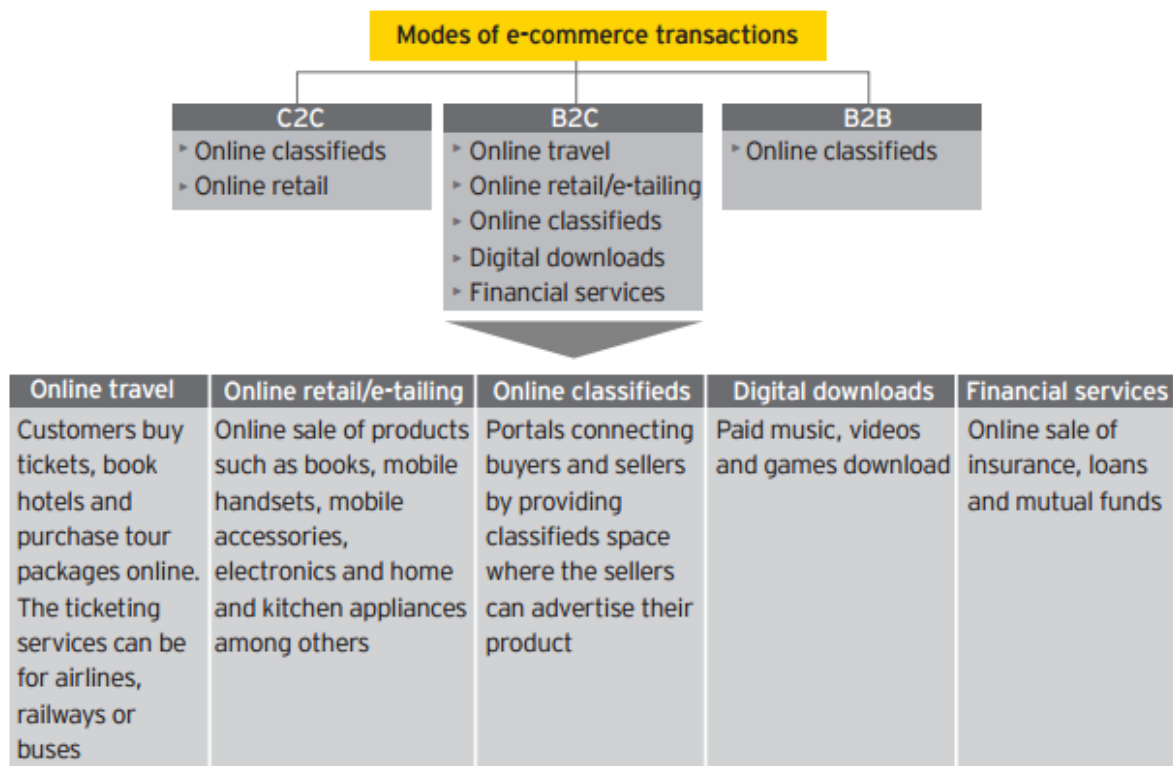 Modes of e-commerce transactions
C2C
▸ Online classifieds
▸ Online retail
B2C
▸ Online travel
▸ Online retail/e-tailing
▸ Online classifieds
▸ Digital downloads
▸ Financial services
B2B
▸ Online classifieds
Online travel
Customers buy
tickets, book
hotels and
purchase tour
packages online.
The ticketing
services can be
for airlines,
railways or
buses
Online retail/e-tailing
Online sale of products
such as books, mobile
handsets, mobile
accessories,
electronics and home
and kitchen appliances
among others
Online classifieds
Portals connecting
buyers and sellers
by providing
classifieds space
where the sellers
can advertise their
product
Digital downloads
Paid music, videos
and games download
Financial services
Online sale of
insurance, loans
and mutual funds